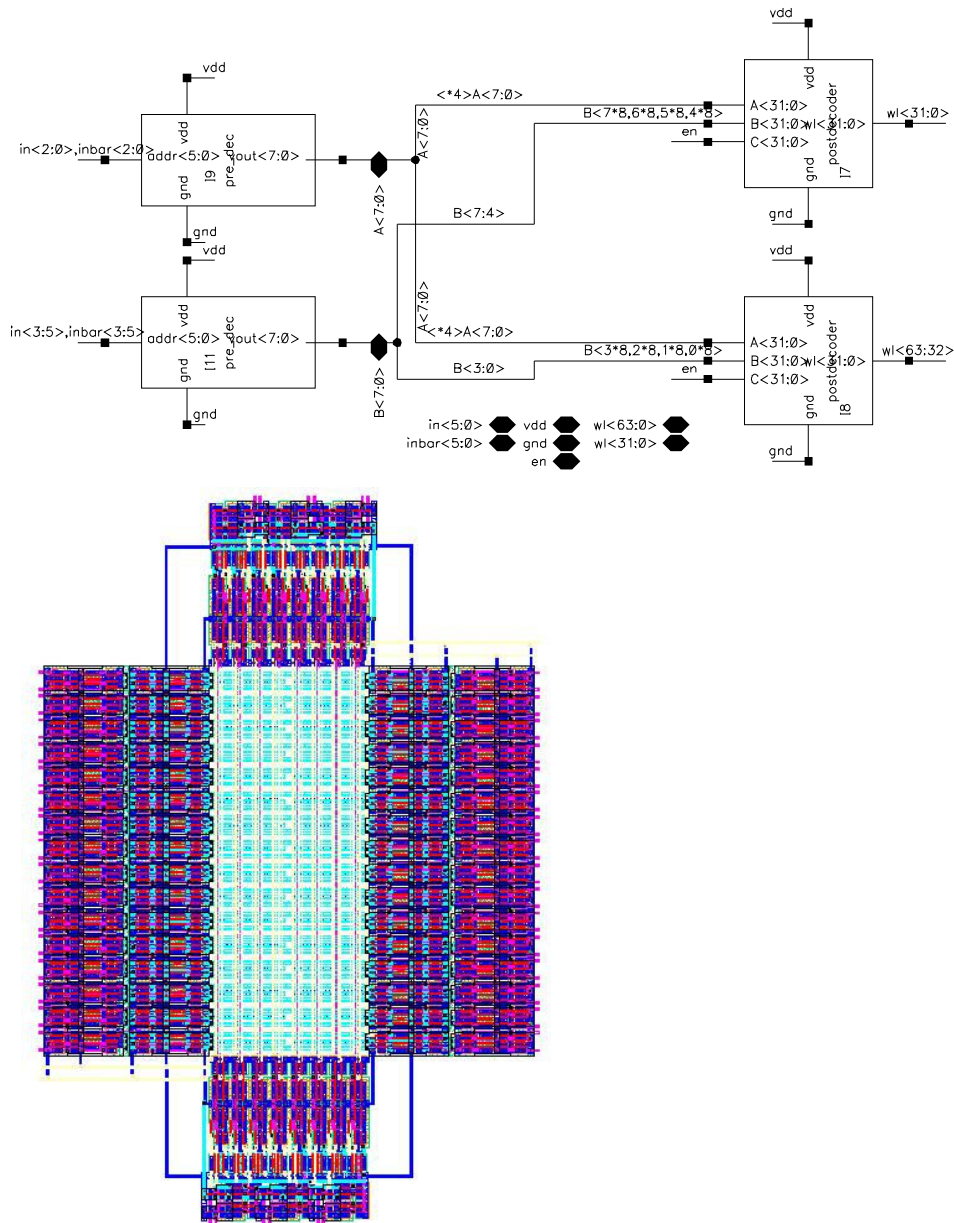 vdd
vdd
<*4>A<7:0>
vdd
vdd
A<7:0>
B<7*8,6*8,5*8,4*8>
A<31:0>
wl<31:0>
in<2:0>,inbar<2:0>
addr<5:0>
out<7:0>
en
B<31:0>
wl<31:0>
C<31:0>
postdecoder
I7
gnd
I9
pre_dec
gnd
A<7:0>
B<7:4>
gnd
gnd
vdd
vdd
vdd
vdd
A<7:0>
<*4>A<7:0>
in<3:5>,inbar<3:5>
addr<5:0>
out<7:0>
B<3*8,2*8,1*8,0*8>
A<31:0>
B<31:0>
wl<31:0>
wl<63:32>
C<31:0>
en
postdecoder
I8
gnd
I11
pre_dec
gnd
B<7:0>
B<3:0>
gnd
in<5:0>
vdd
wl<63:0>
inbar<5:0>
gnd
wl<31:0>
en
gnd